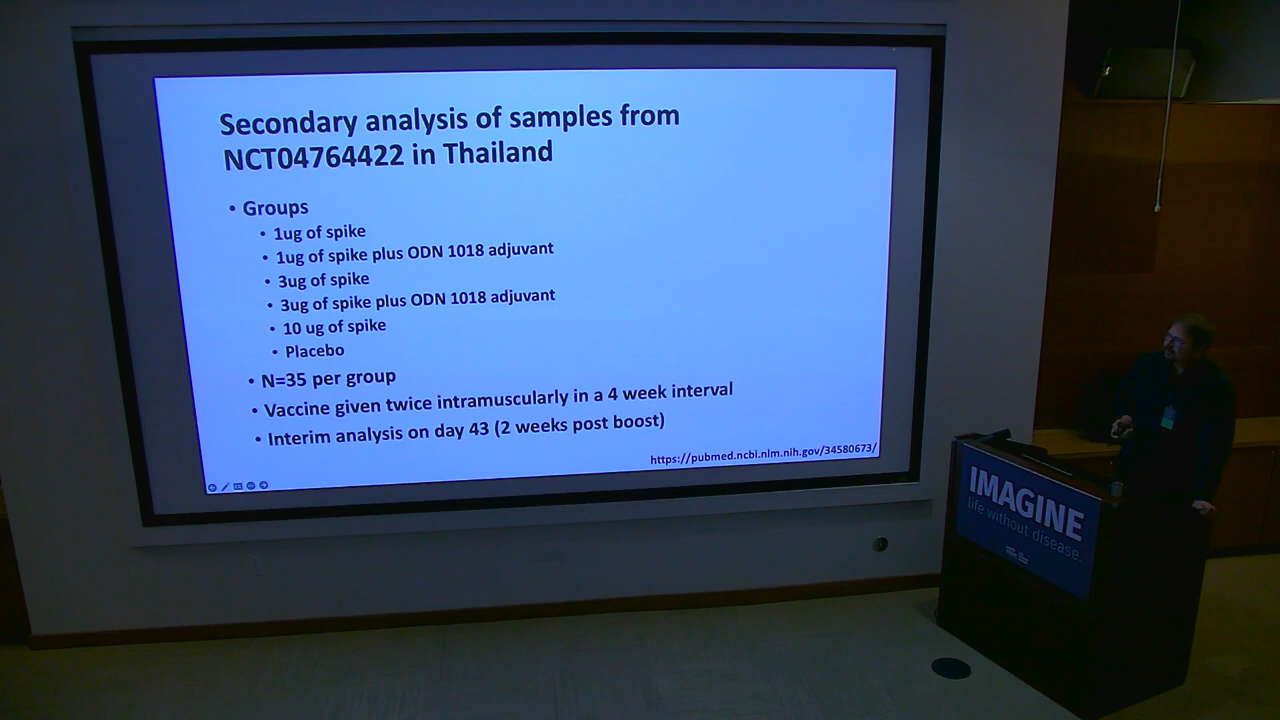 Secondary analysis of samples from
NCT04764422 in Thailand
• Groups
• 1ug of spike
• 1ug of spike plus ODN 1018 adjuvant
• 3ug of spike
• 3ug of spike plus ODN 1018 adjuvant
• 10 ug of spike
• Placebo
• N=35 per group
• Vaccine given twice intramuscularly in a 4 week interval
• Interim analysis on day 43 (2 weeks post boost)
https://pubmed.ncbi.nlm.nih.gov/34580673/
IMAGINE
life without disease.